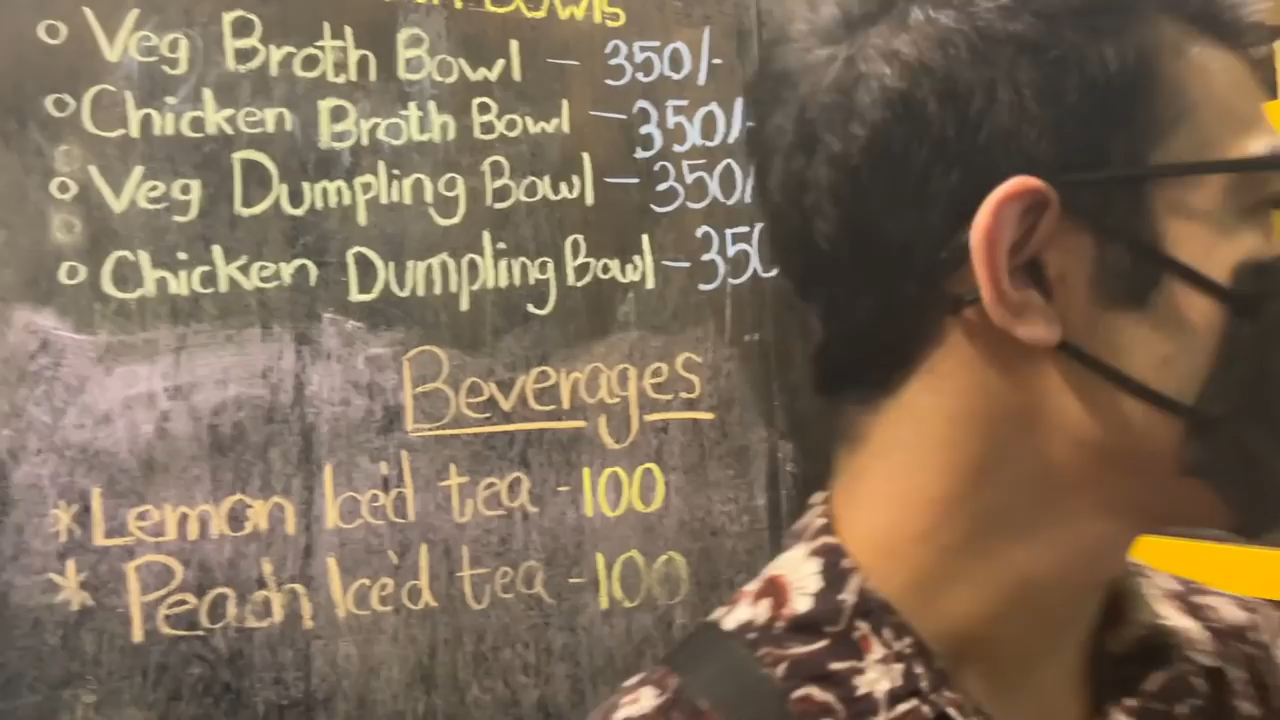 Bowls
o Veg Broth Bowl - 350/-
o Chicken Broth Bowl - 350/-
o Veg Dumpling Bowl - 350/
o Chicken Dumpling Bowl - 350
Beverages
* Lemon Iced tea - 100
* Peach Iced tea - 100